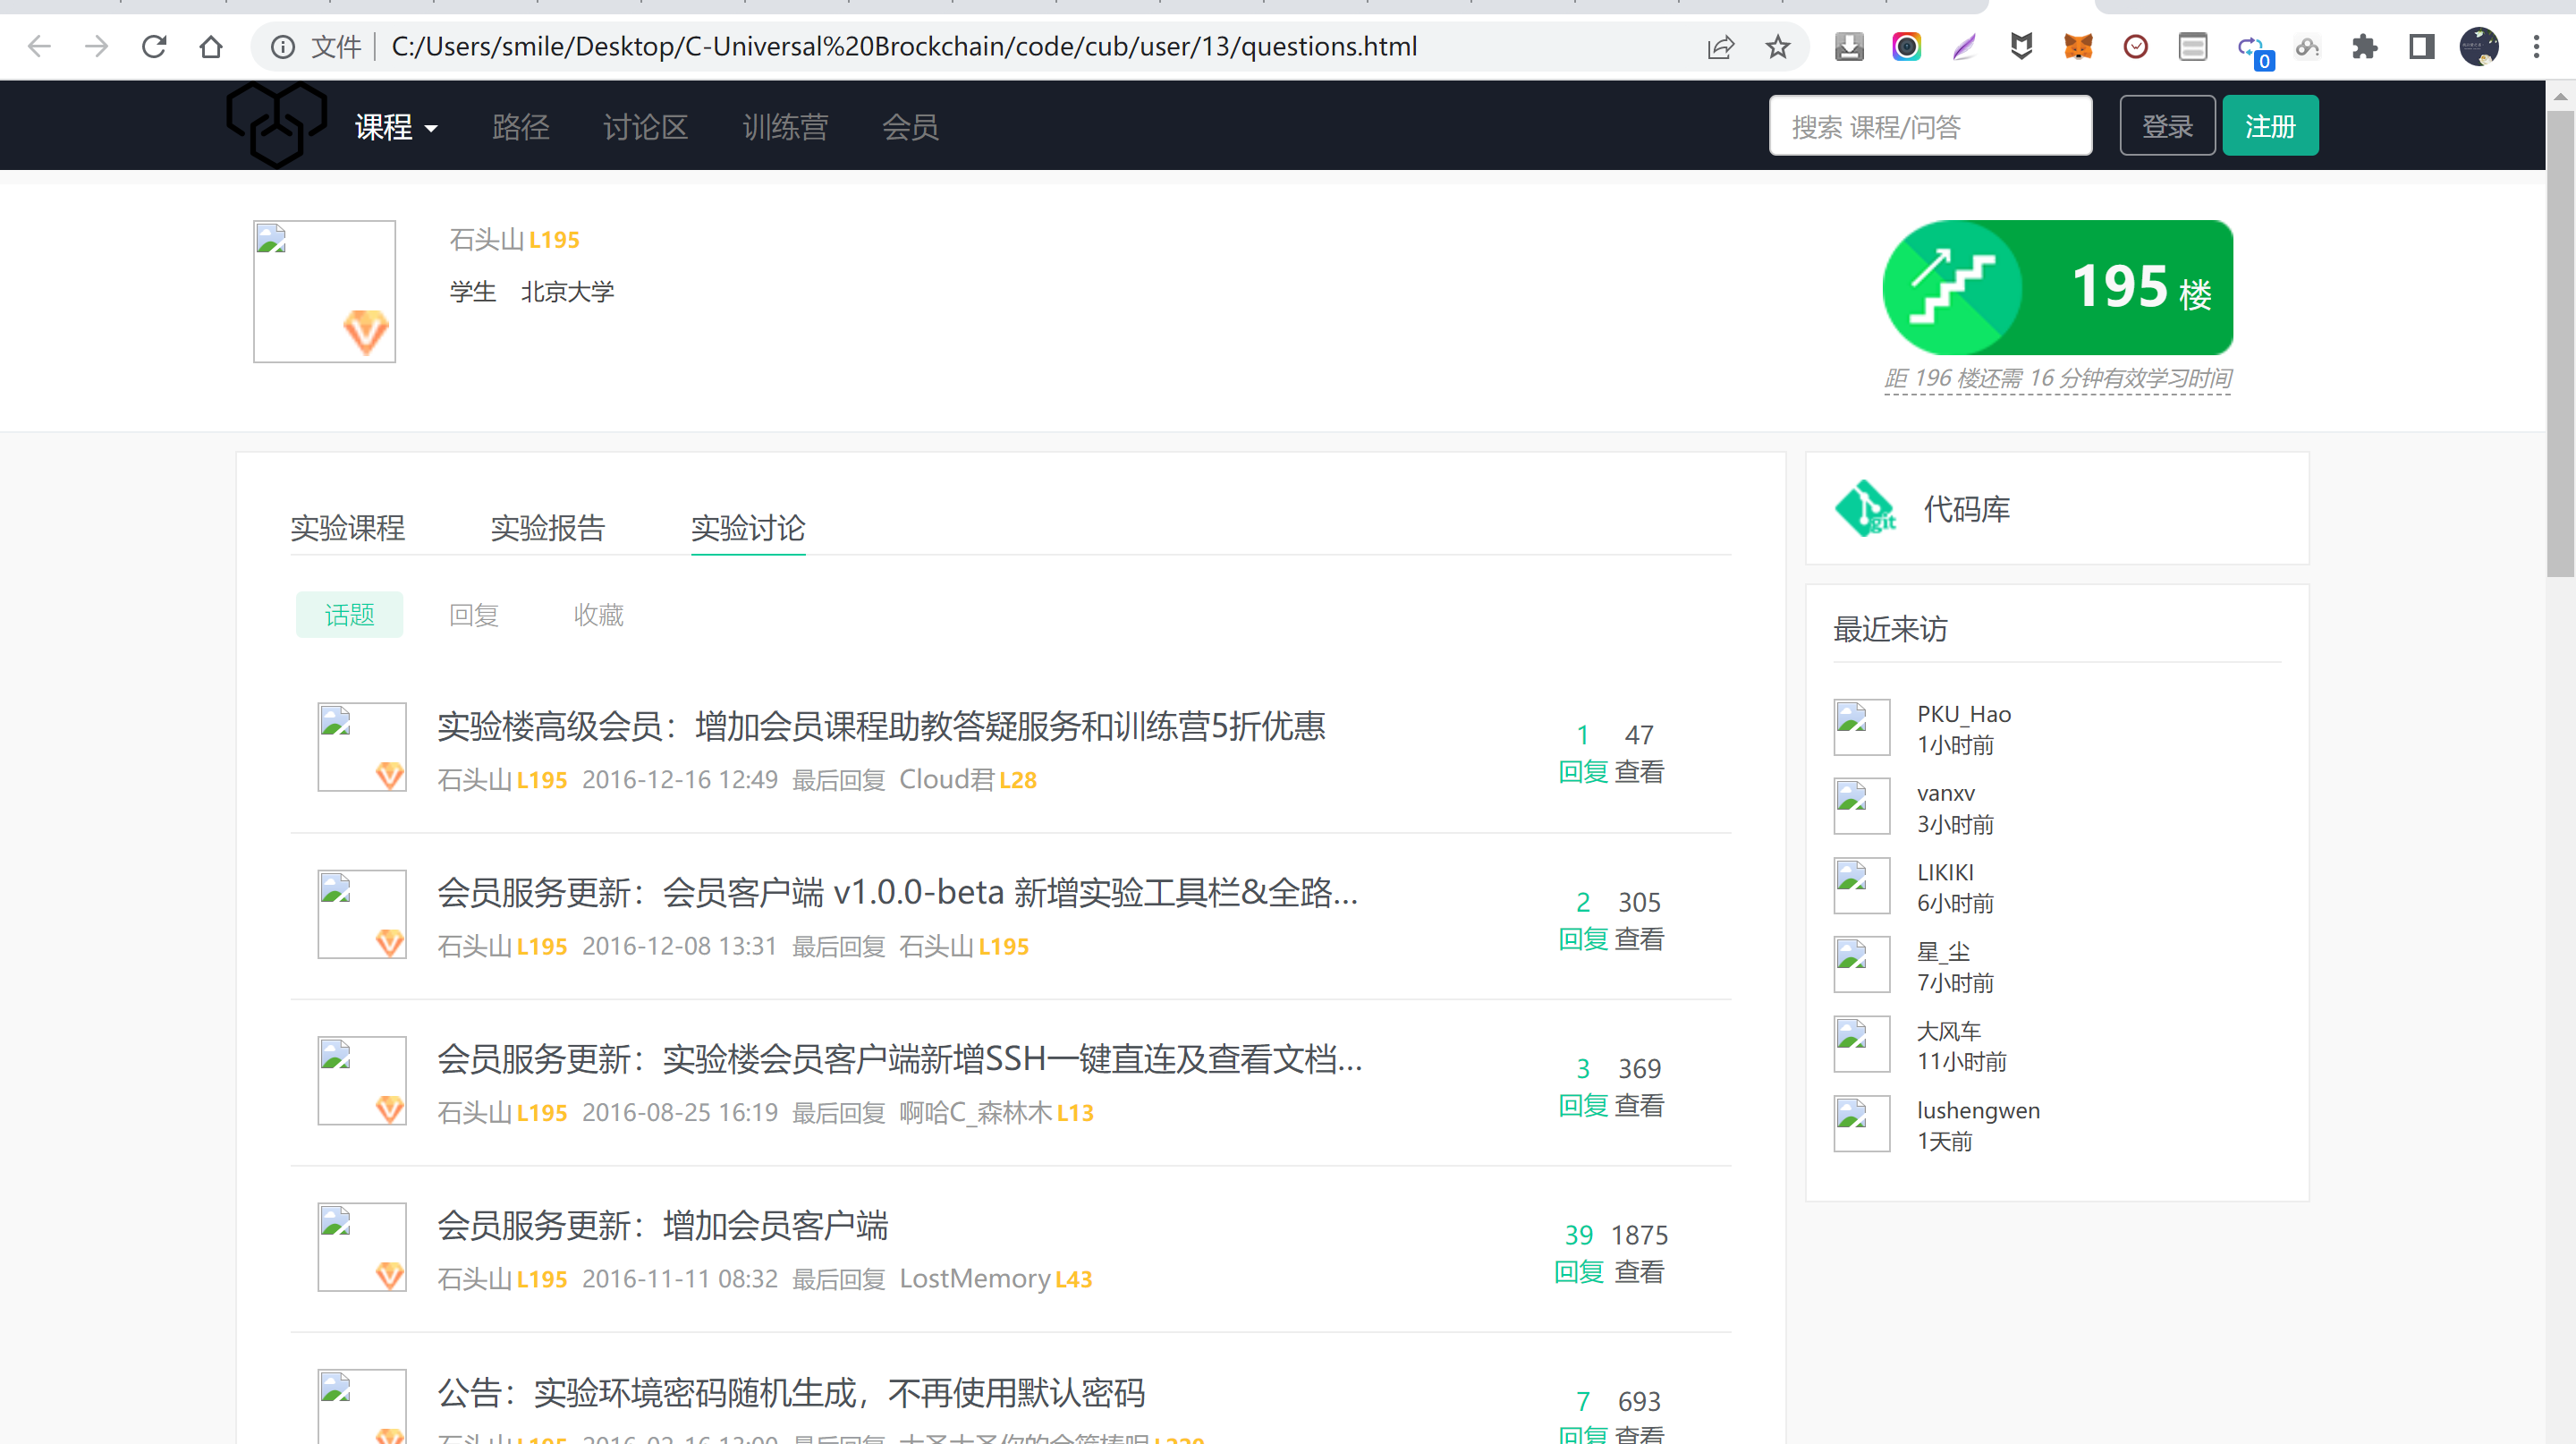 文件 C:/Users/smile/Desktop/C-Universal%20Brockchain/code/cub/user/13/questions.html
0
课程 路径 讨论区 训练营 会员 搜索 课程/问答 登录 注册
石头山 L195
学生 北京大学
195 楼
距 196 楼还需 16 分钟有效学习时间
实验课程 实验报告 实验讨论
话题 回复 收藏
实验楼高级会员：增加会员课程助教答疑服务和训练营5折优惠
石头山 L195 2016-12-16 12:49 最后回复 Cloud君 L28
1 47
回复 查看
会员服务更新：会员客户端 v1.0.0-beta 新增实验工具栏&全路...
石头山 L195 2016-12-08 13:31 最后回复 石头山 L195
2 305
回复 查看
会员服务更新：实验楼会员客户端新增SSH一键直连及查看文档...
石头山 L195 2016-08-25 16:19 最后回复 啊哈C_森林木 L13
3 369
回复 查看
会员服务更新：增加会员客户端
石头山 L195 2016-11-11 08:32 最后回复 LostMemory L43
39 1875
回复 查看
公告：实验环境密码随机生成，不再使用默认密码
石头山 L195
7 693
回复 查看
git 代码库
最近来访
PKU_Hao
1小时前
vanxv
3小时前
LIKIKI
6小时前
星_尘
7小时前
大风车
11小时前
lushengwen
1天前